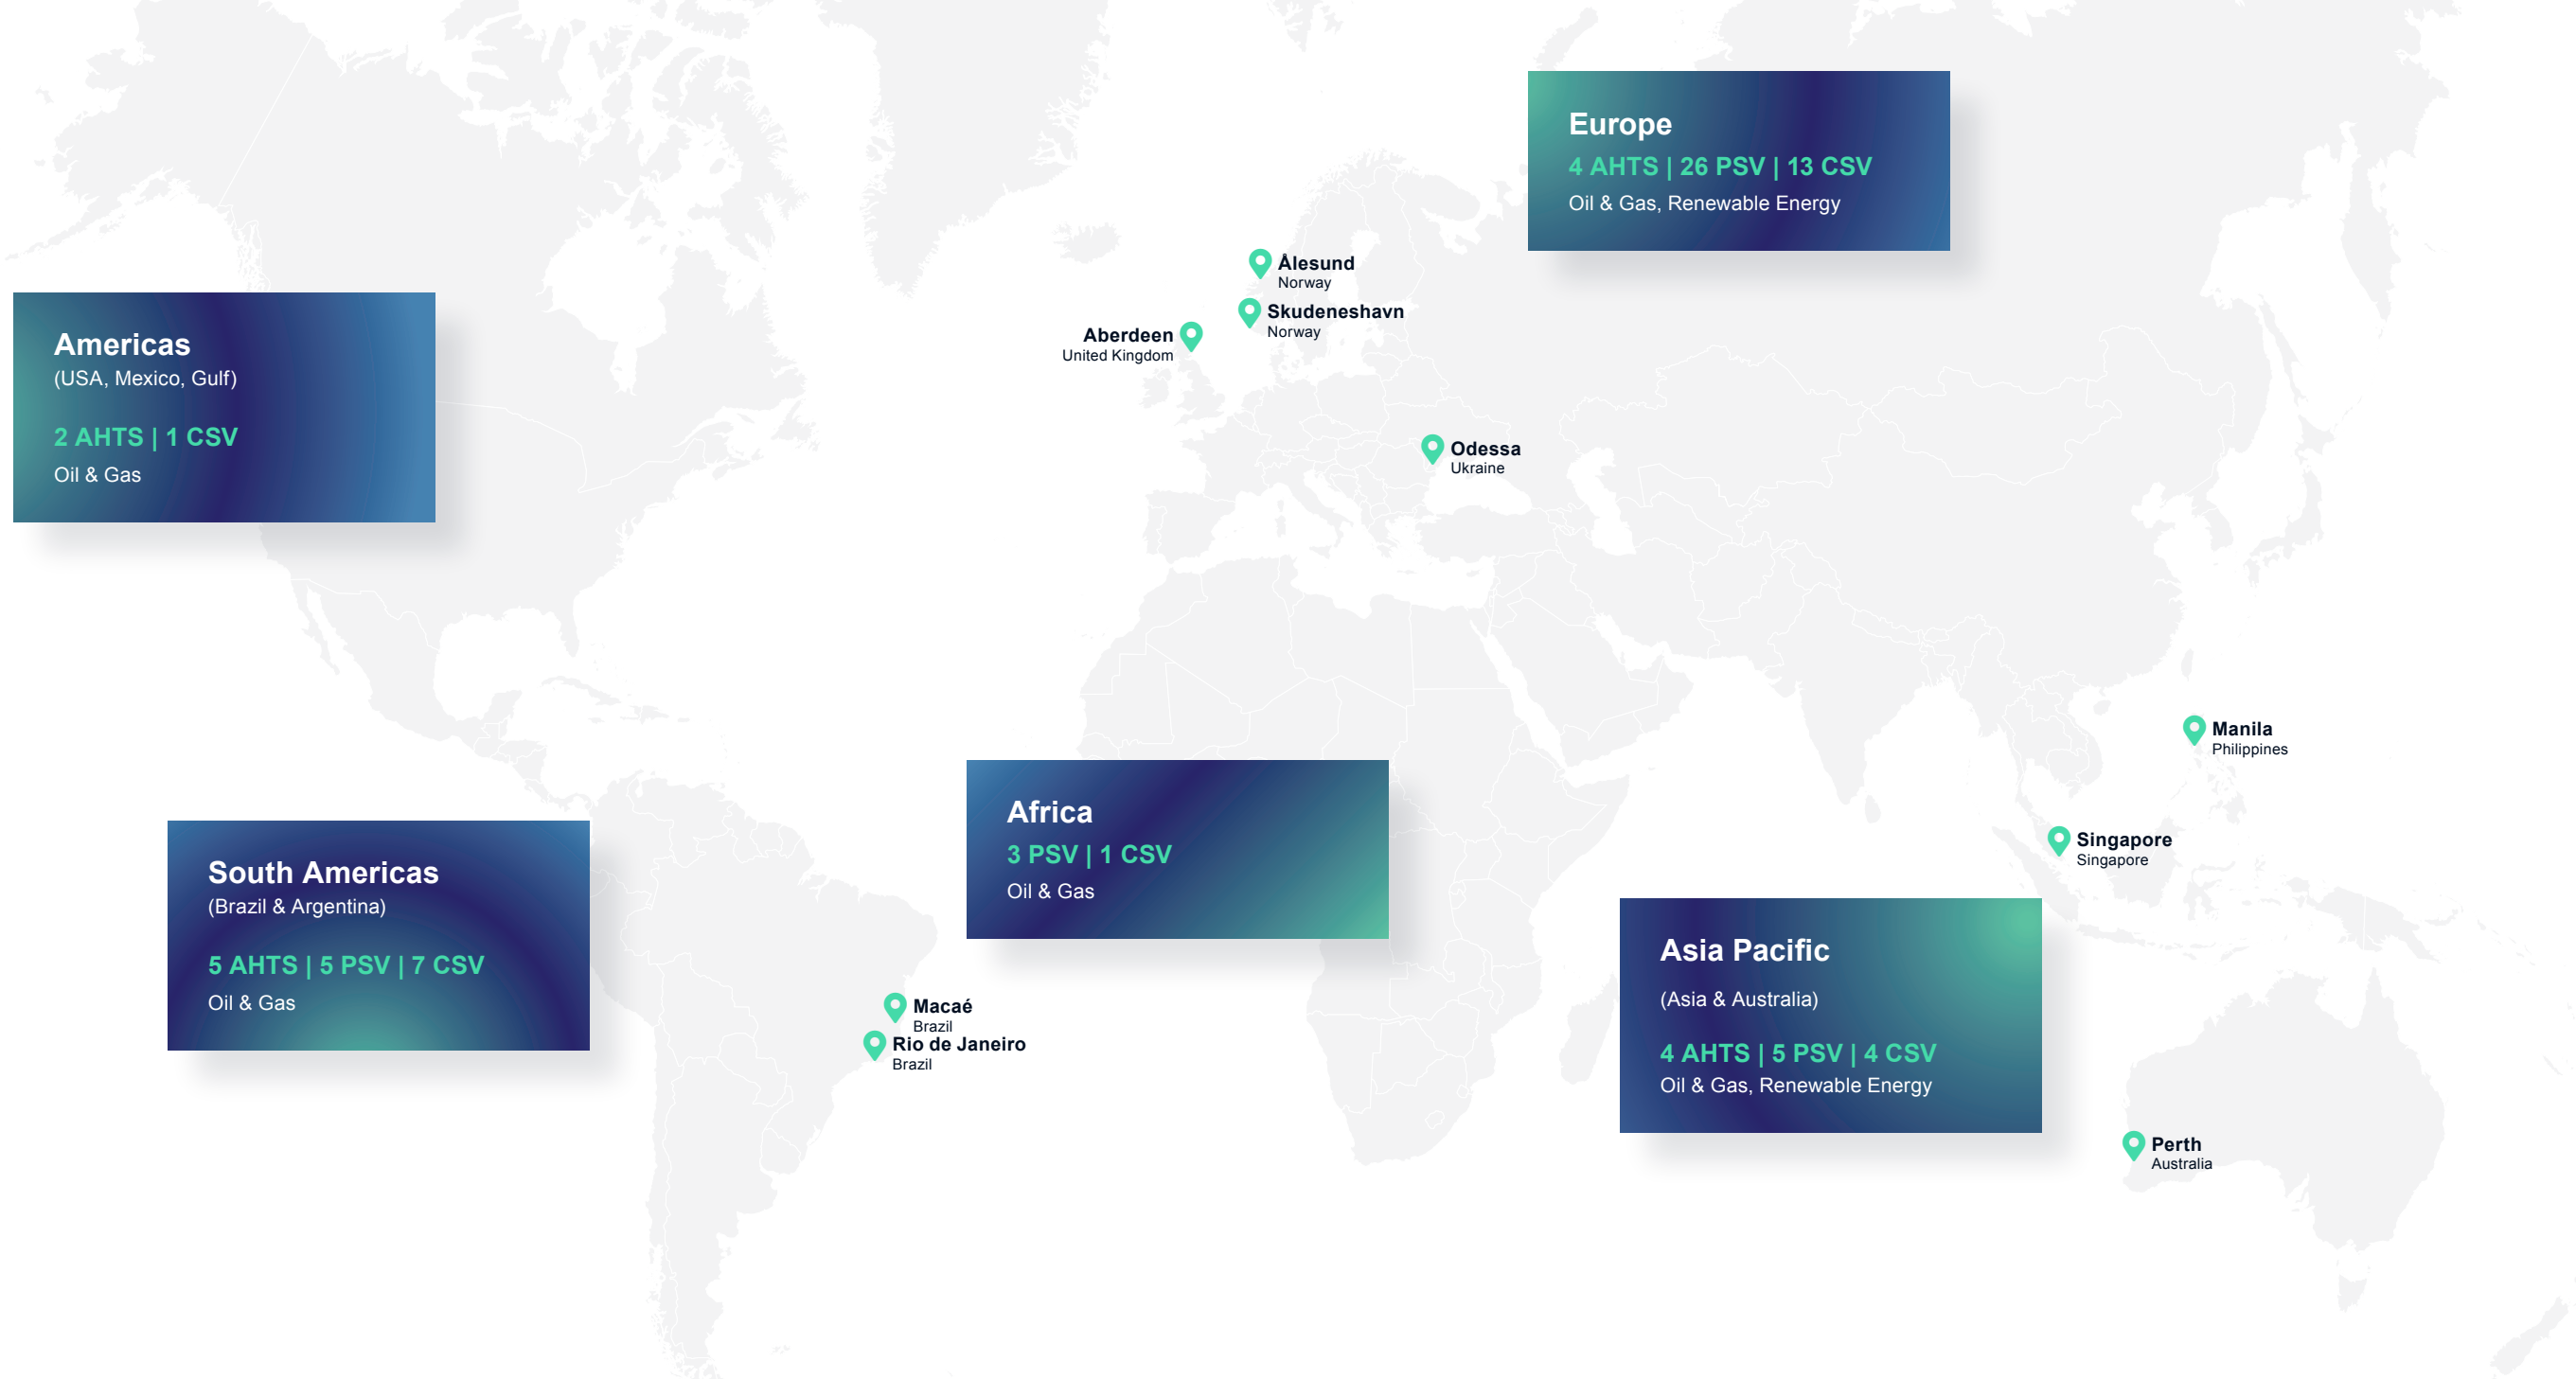 Europe
4 AHTS | 26 PSV | 13 CSV
Oil & Gas, Renewable Energy
Ålesund
Norway
Skudeneshavn
Norway
Aberdeen
United Kingdom
Americas
(USA, Mexico, Gulf)
2 AHTS | 1 CSV
Oil & Gas
Odessa
Ukraine
Manila
Philippines
Africa
3 PSV | 1 CSV
Oil & Gas
Singapore
Singapore
South Americas
(Brazil & Argentina)
5 AHTS | 5 PSV | 7 CSV
Oil & Gas
Asia Pacific
(Asia & Australia)
4 AHTS | 5 PSV | 4 CSV
Oil & Gas, Renewable Energy
Macaé
Brazil
Rio de Janeiro
Brazil
Perth
Australia